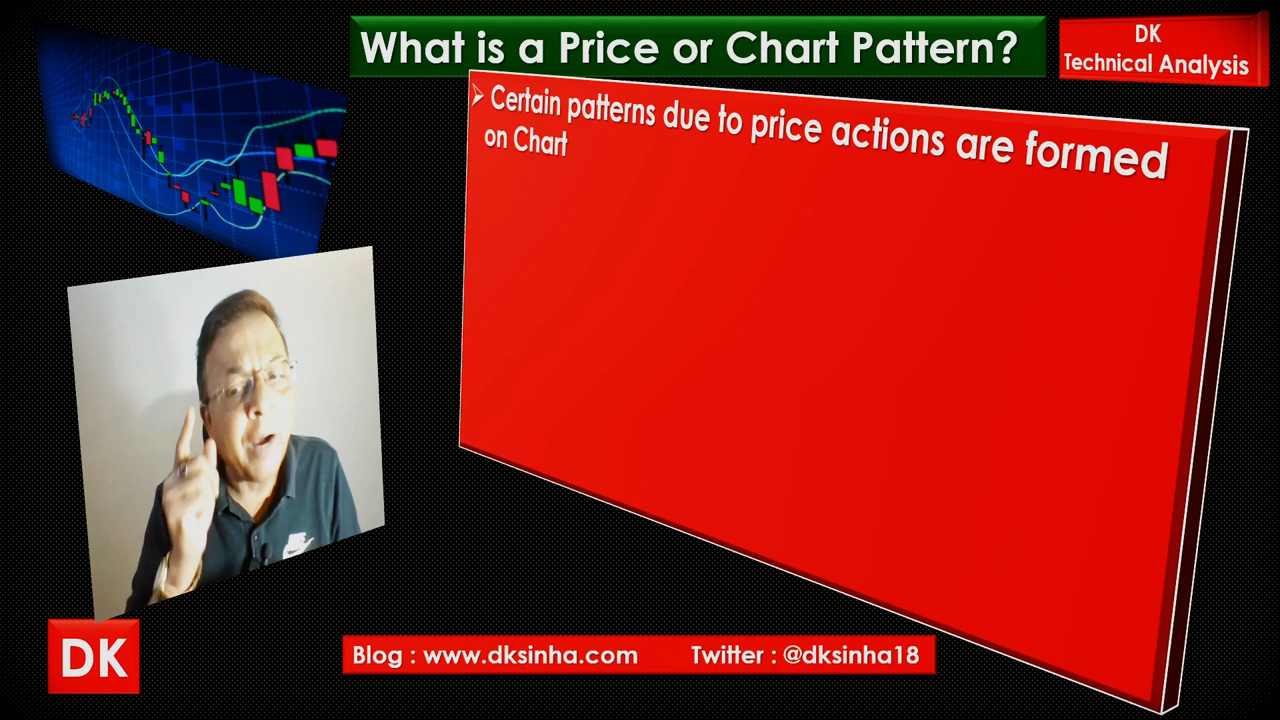 What is a Price or Chart Pattern?
DK
Technical Analysis
➢ Certain patterns due to price actions are formed
on Chart
DK
Blog : www.dksinha.com Twitter : @dksinha18